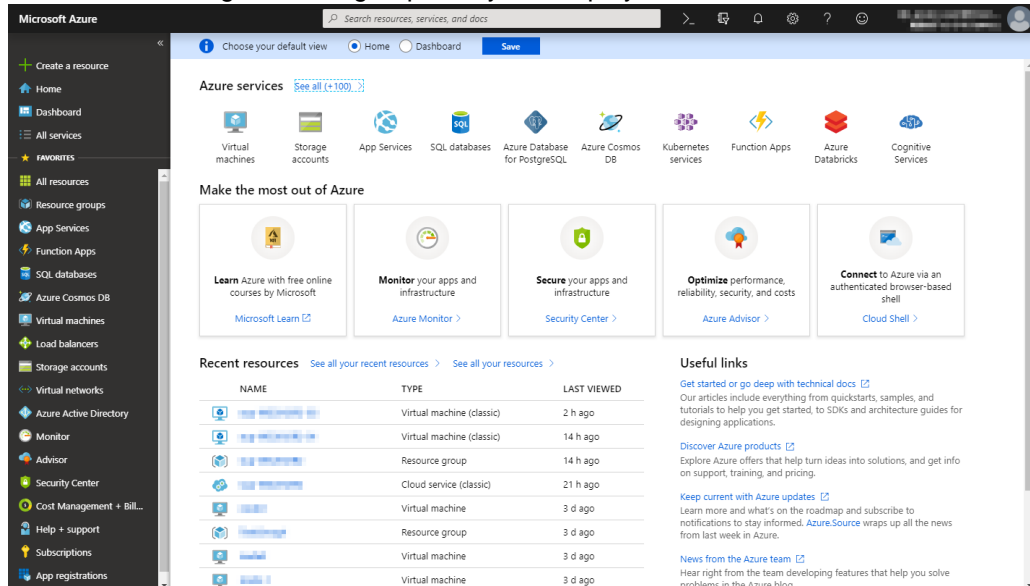 Microsoft Azure
Search resources, services, and docs
Choose your default view
Home
Dashboard
Save
«
Create a resource
Home
Dashboard
All services
FAVORITES
All resources
Resource groups
App Services
Function Apps
SQL databases
Azure Cosmos DB
Virtual machines
Load balancers
Storage accounts
Virtual networks
Azure Active Directory
Monitor
Advisor
Security Center
Cost Management + Bill...
Help + support
Subscriptions
App registrations
Azure services See all (+100) >
Virtual
machines
Storage
accounts
App Services
SQL
SQL databases
Azure Database
for PostgreSQL
Azure Cosmos
DB
Kubernetes
services
Function Apps
Azure
Databricks
Cognitive
Services
Make the most out of Azure
Learn Azure with free online
courses by Microsoft
Microsoft Learn
Monitor your apps and
infrastructure
Azure Monitor >
Secure your apps and
infrastructure
Security Center >
Optimize performance,
reliability, security, and costs
Azure Advisor >
Connect to Azure via an
authenticated browser-based
shell
Cloud Shell >
Recent resources See all your recent resources > See all your resources >
NAME TYPE LAST VIEWED
Virtual machine (classic) 2 h ago
Virtual machine (classic) 14 h ago
Resource group 14 h ago
Cloud service (classic) 21 h ago
Virtual machine 3 d ago
Resource group 3 d ago
Virtual machine 3 d ago
Virtual machine 3 d ago
Useful links
Get started or go deep with technical docs
Our articles include everything from quickstarts, samples, and
tutorials to help you get started, to SDKs and architecture guides for
designing applications.
Discover Azure products
Explore Azure offers that help turn ideas into solutions, and get info
on support, training, and pricing.
Keep current with Azure updates
Learn more and what's on the roadmap and subscribe to
notifications to stay informed. Azure.Source wraps up all the news
from last week in Azure.
News from the Azure team
Hear right from the team developing features that help you solve
problems in the Azure blog.